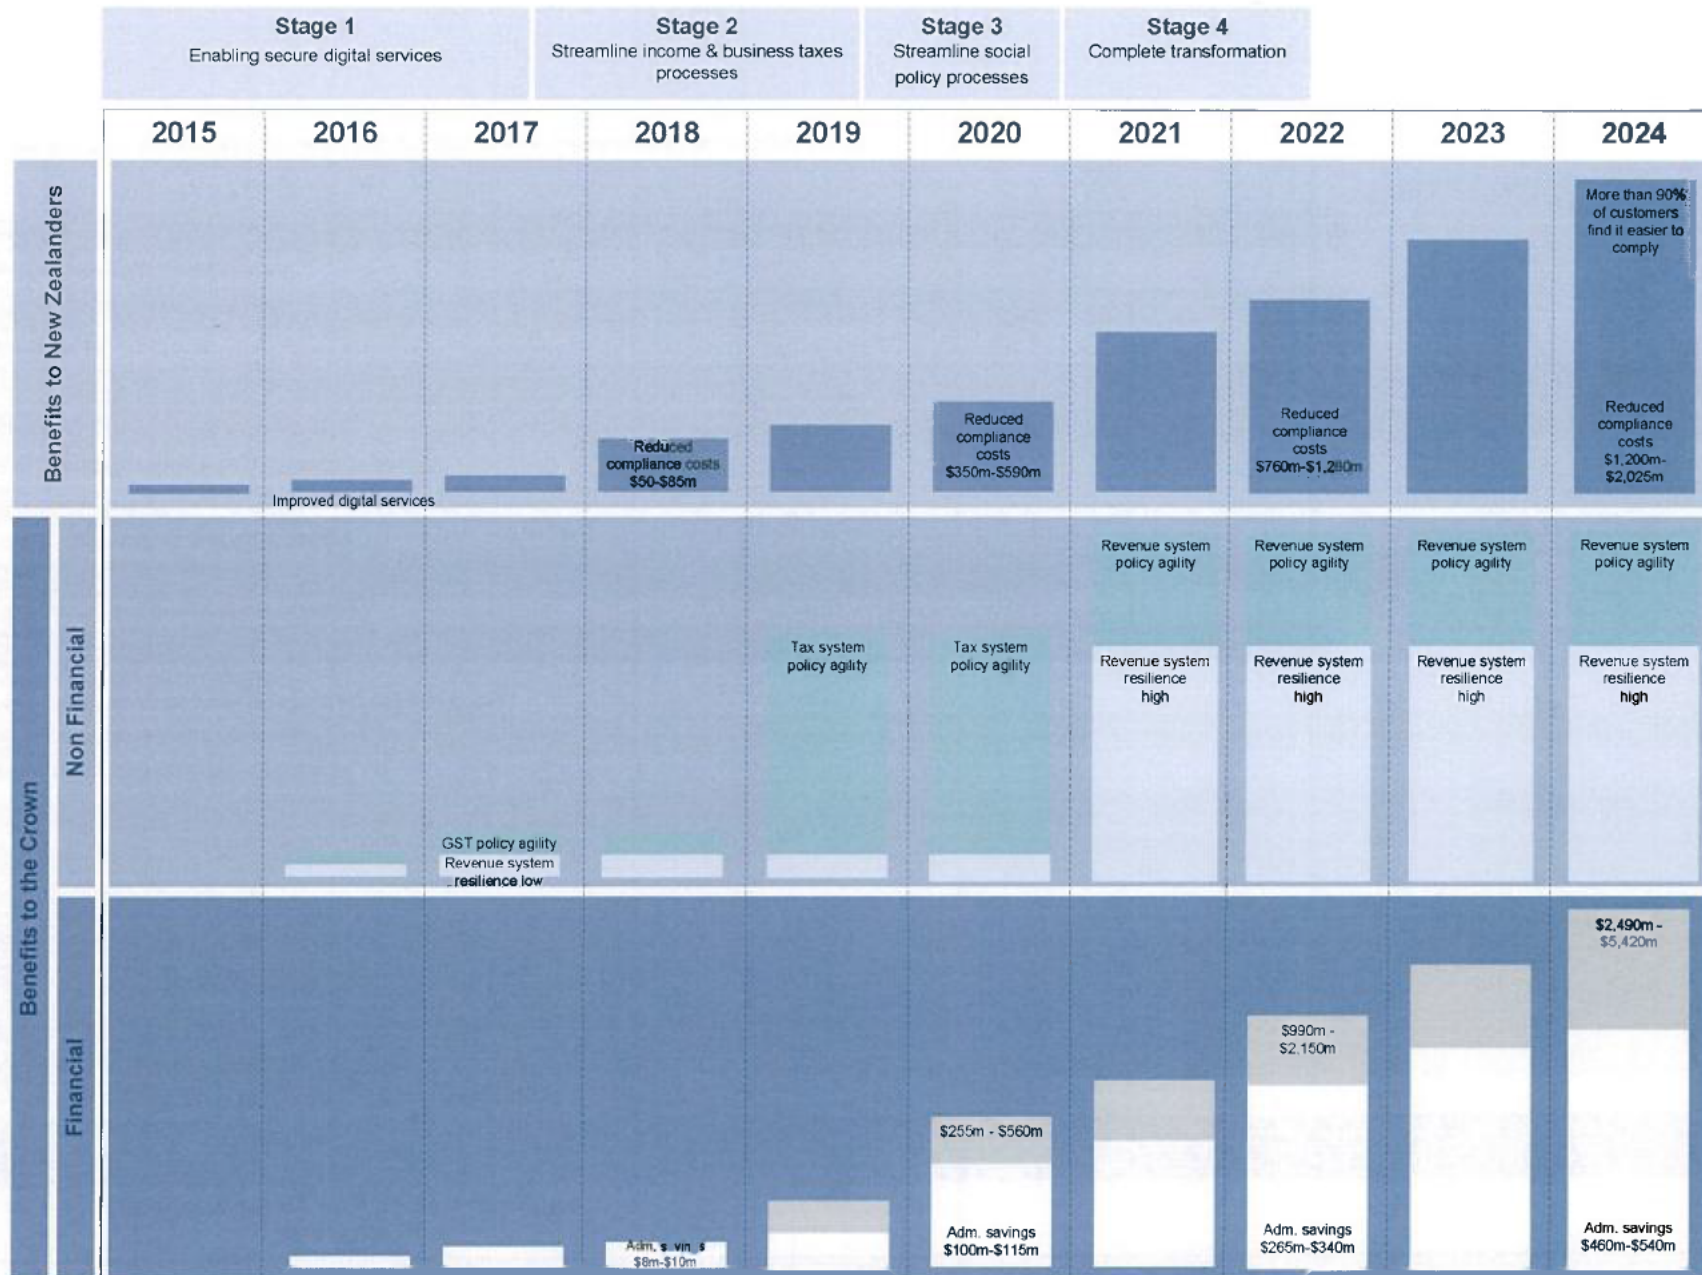 Stage 1
Enabling secure digital services
Stage 2
Streamline income & business taxes
processes
Stage 3
Streamline social
policy processes
Stage 4
Complete transformation
2015
2016
2017
2018
2019
2020
2021
2022
2023
2024
Benefits to New Zealanders
Improved digital services
Reduced
compliance costs
$50-$85m
Reduced
compliance
costs
$350m-$590m
Reduced
compliance
costs
$760m-$1,280m
More than 90%
of customers
find it easier to
comply
Reduced
compliance
costs
$1,200m-
$2,025m
Benefits to the Crown
Non Financial
GST policy agility
Revenue system
resilience low
Tax system
policy agility
Tax system
policy agility
Revenue system
policy agility
Revenue system
resilience
high
Revenue system
policy agility
Revenue system
resilience
high
Revenue system
policy agility
Revenue system
resilience
high
Revenue system
policy agility
Revenue system
resilience
high
Financial
Adm.
$8m-$10m
$255m - $560m
Adm. savings
$100m-$115m
$990m -
$2,150m
Adm. savings
$265m-$340m
$2,490m -
$5,420m
Adm. savings
$460m-$540m